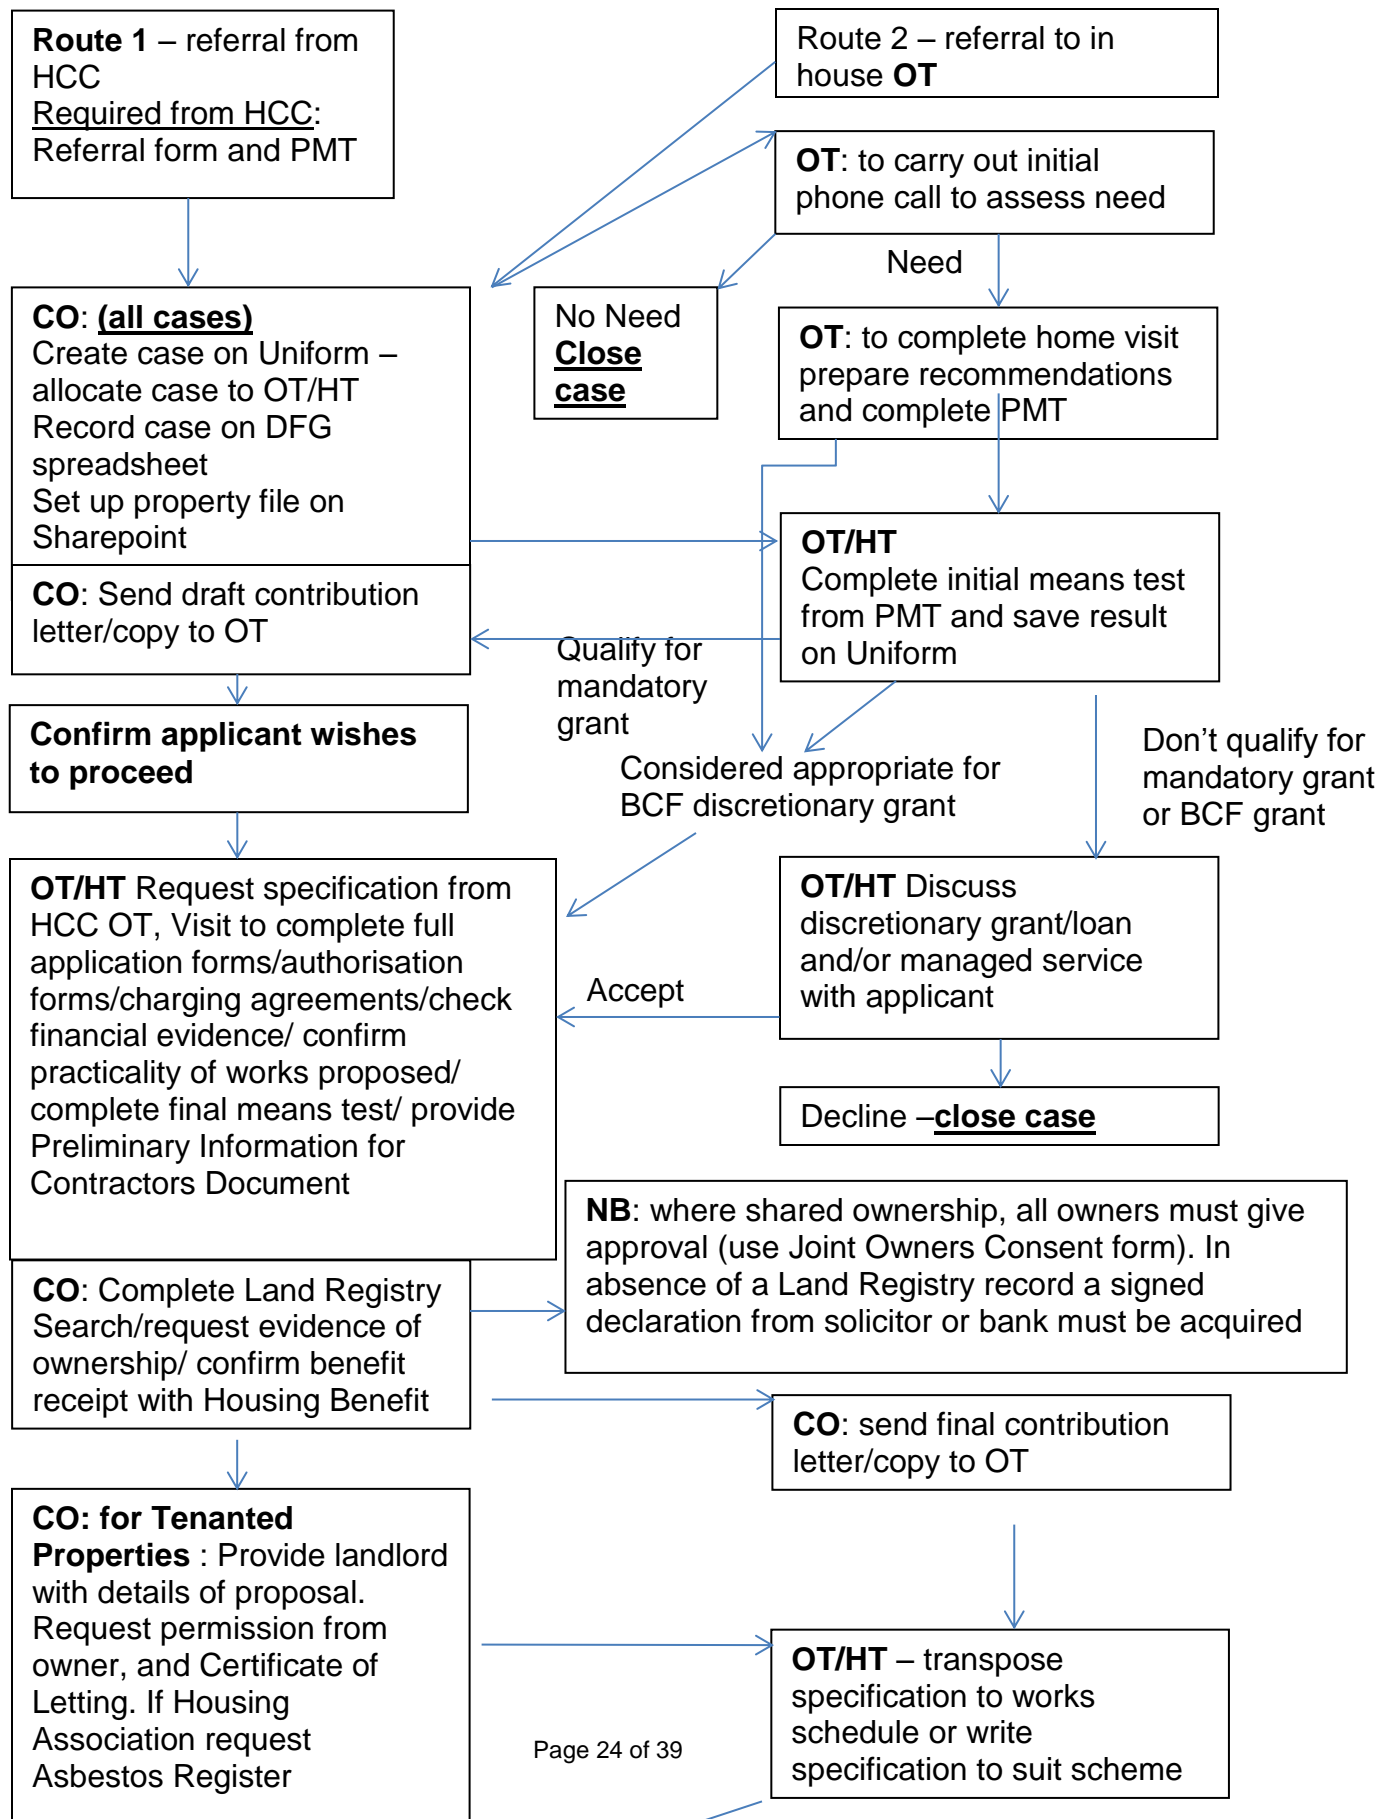 Route 1 – referral from
HCC
Required from HCC:
Referral form and PMT
Route 2 – referral to in
house OT
OT: to carry out initial
phone call to assess need
Need
No Need
Close
case
CO: (all cases)
Create case on Uniform –
allocate case to OT/HT
Record case on DFG
spreadsheet
Set up property file on
Sharepoint
OT: to complete home visit
prepare recommendations
and complete PMT
OT/HT
Complete initial means test
from PMT and save result
on Uniform
CO: Send draft contribution
letter/copy to OT
Qualify for
mandatory
grant
Confirm applicant wishes
to proceed
Considered appropriate for
BCF discretionary grant
Don’t qualify for
mandatory grant
or BCF grant
OT/HT Request specification from
HCC OT, Visit to complete full
application forms/authorisation
forms/charging agreements/check
financial evidence/ confirm
practicality of works proposed/
complete final means test/ provide
Preliminary Information for
Contractors Document
Accept
OT/HT Discuss
discretionary grant/loan
and/or managed service
with applicant
Decline –close case
NB: where shared ownership, all owners must give
approval (use Joint Owners Consent form). In
absence of a Land Registry record a signed
declaration from solicitor or bank must be acquired
CO: Complete Land Registry
Search/request evidence of
ownership/ confirm benefit
receipt with Housing Benefit
CO: send final contribution
letter/copy to OT
CO: for Tenanted
Properties : Provide landlord
with details of proposal.
Request permission from
owner, and Certificate of
Letting. If Housing
Association request
Asbestos Register
OT/HT – transpose
specification to works
schedule or write
specification to suit scheme
Page 24 of 39